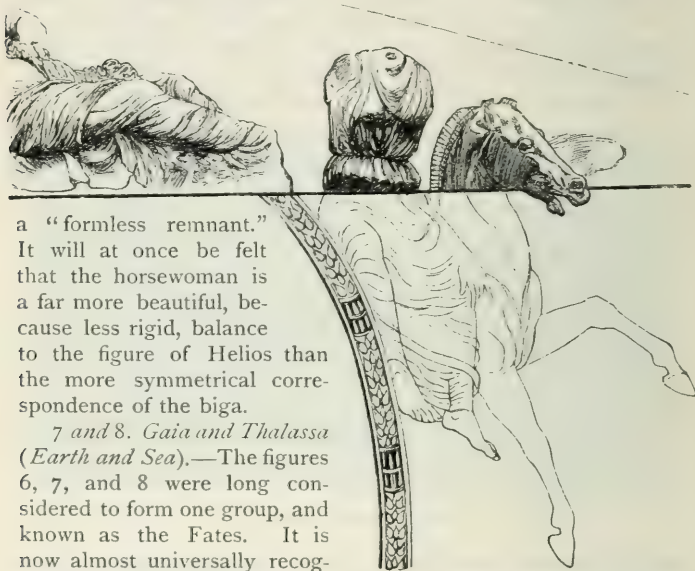 a “formless remnant.”
It will at once be felt
that the horsewoman is
a far more beautiful, be-
cause less rigid, balance
to the figure of Helios than
the more symmetrical corre-
spondence of the biga.
7 and 8. Gaia and Thalassa
(Earth and Sea).—The figures
6, 7, and 8 were long con-
sidered to form one group, and
known as the Fates. It is
now almost universally recog-